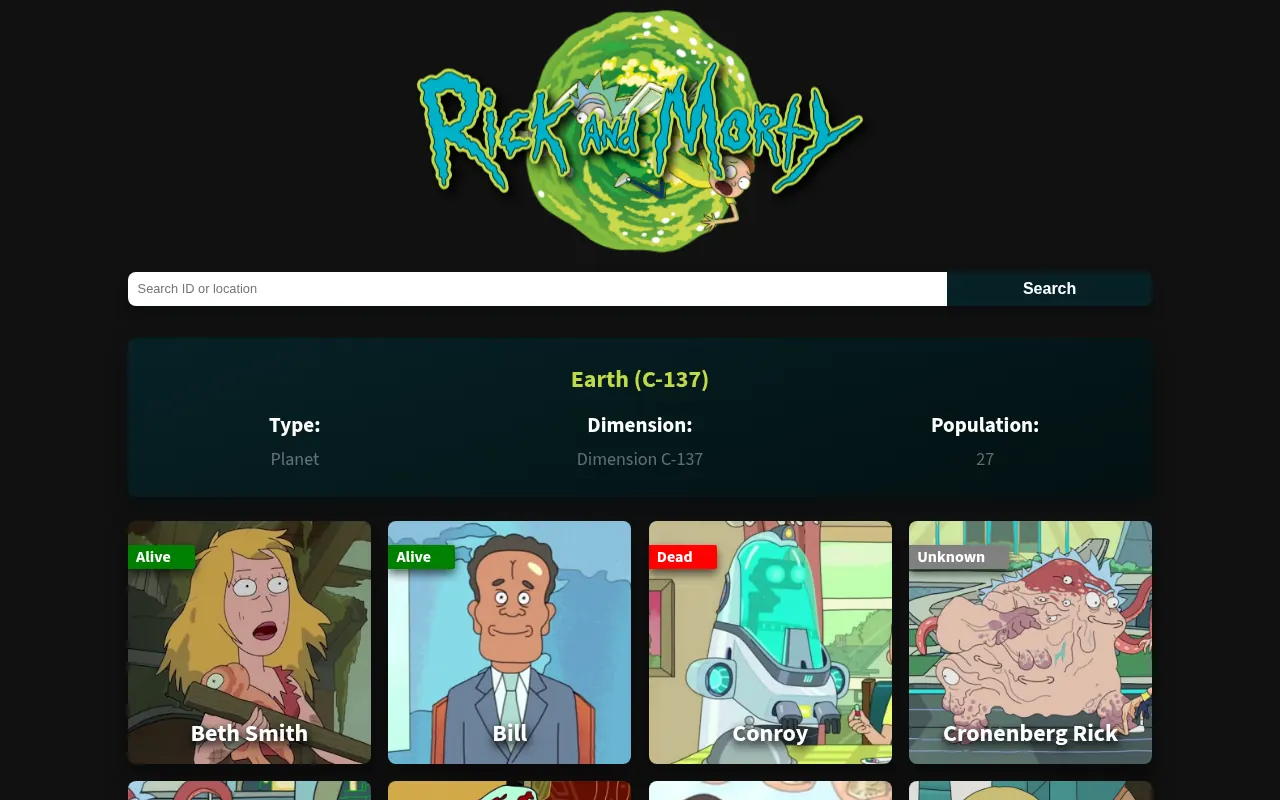 Rick and Morty
Search ID or location
Search
Earth (C-137)
Type:
Dimension:
Population:
Planet
Dimension C-137
27
Alive
Alive
Dead
Unknown
Beth Smith
Bill
Conroy
Cronenberg Rick